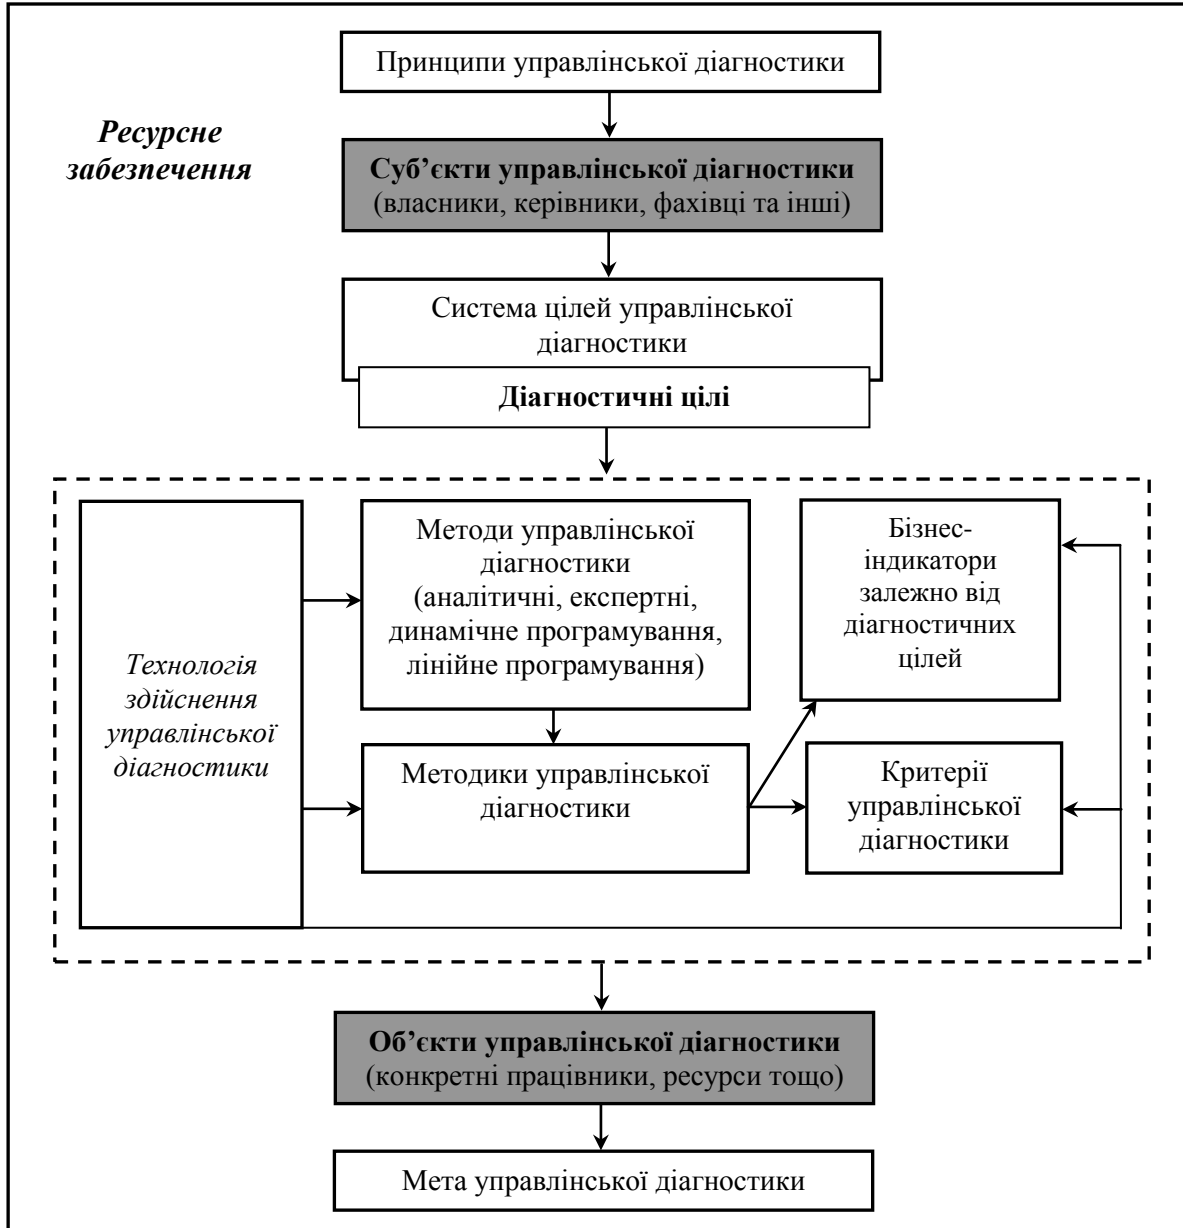 Принципи управлінської діагностики
Ресурсне
забезпечення
Суб’єкти управлінської діагностики
(власники, керівники, фахівці та інші)
Система цілей управлінської
діагностики
Діагностичні цілі
Технологія
здійснення
управлінської
діагностики
Методи управлінської
діагностики
(аналітичні, експертні,
динамічне програмування,
лінійне програмування)
Бізнес-
індикатори
залежно від
діагностичних
цілей
Методики управлінської
діагностики
Критерії
управлінської
діагностики
Об’єкти управлінської діагностики
(конкретні працівники, ресурси тощо)
Мета управлінської діагностики